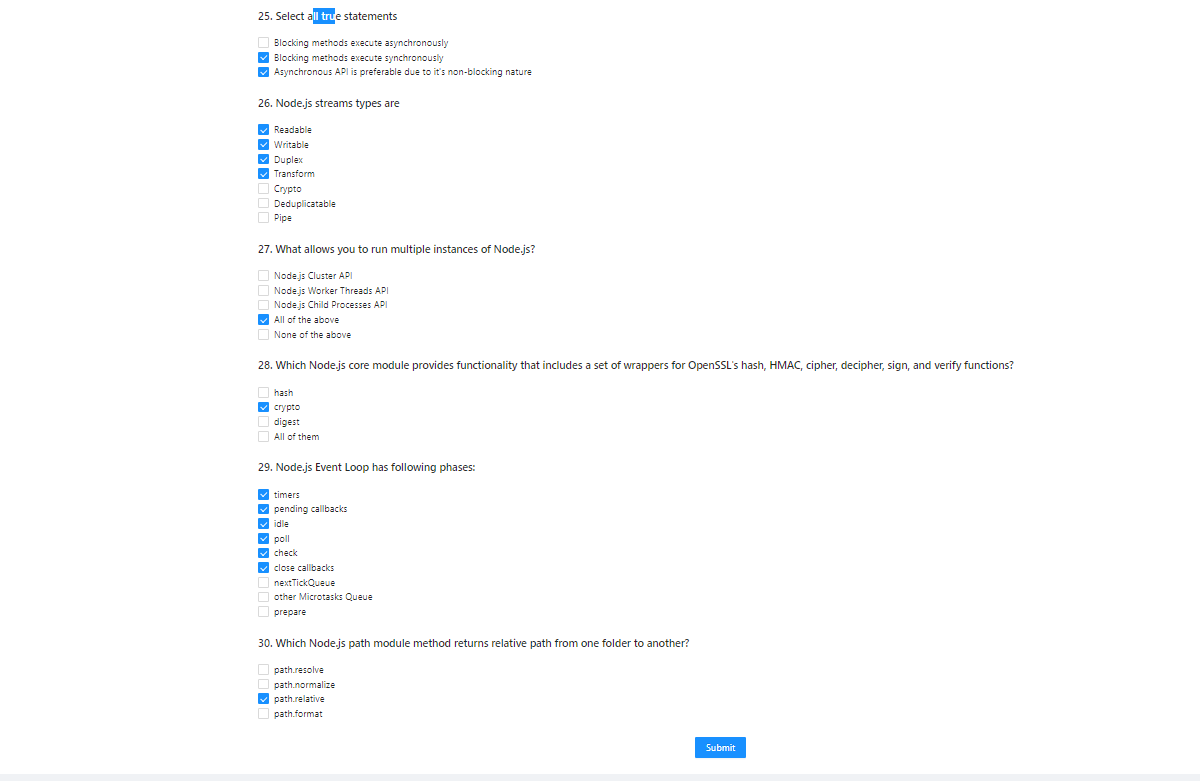 25. Select all true statements
Blocking methods execute asynchronously
Blocking methods execute synchronously
Asynchronous API is preferable due to it's non-blocking nature
26. Node.js streams types are
Readable
Writable
Duplex
Transform
Crypto
Deduplicatable
Pipe
27. What allows you to run multiple instances of Node.js?
Node.js Cluster API
Node.js Worker Threads API
Node.js Child Processes API
All of the above
None of the above
28. Which Node.js core module provides functionality that includes a set of wrappers for OpenSSL's hash, HMAC, cipher, decipher, sign, and verify functions?
hash
crypto
digest
All of them
29. Node.js Event Loop has following phases:
timers
pending callbacks
idle
poll
check
close callbacks
nextTickQueue
other Microtasks Queue
prepare
30. Which Node.js path module method returns relative path from one folder to another?
path.resolve
path.normalize
path.relative
path.format
Submit